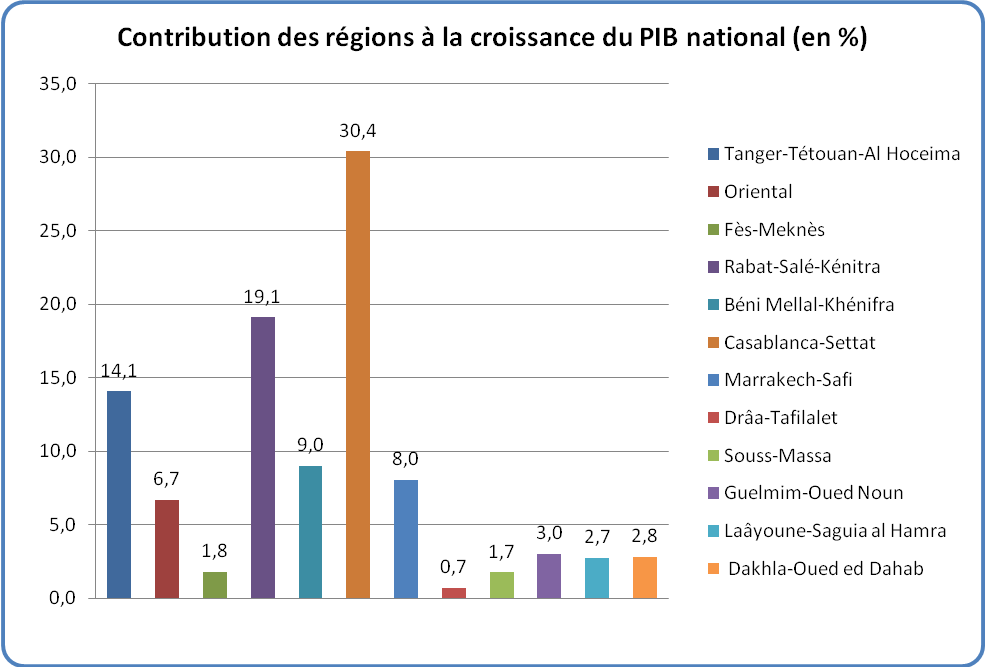 Contribution des régions à la croissance du PIB national (en %)
35,0
30,0
25,0
20,0
15,0
10,0
5,0
0,0
14,1
6,7
1,8
19,1
9,0
30,4
8,0
0,7
1,7
3,0
2,7
2,8
Tanger-Tétouan-Al Hoceima
Oriental
Fès-Meknès
Rabat-Salé-Kénitra
Béni Mellal-Khénifra
Casablanca-Settat
Marrakech-Safi
Drâa-Tafilalet
Souss-Massa
Guelmim-Oued Noun
Laâyoune-Saguia al Hamra
Dakhla-Oued ed Dahab